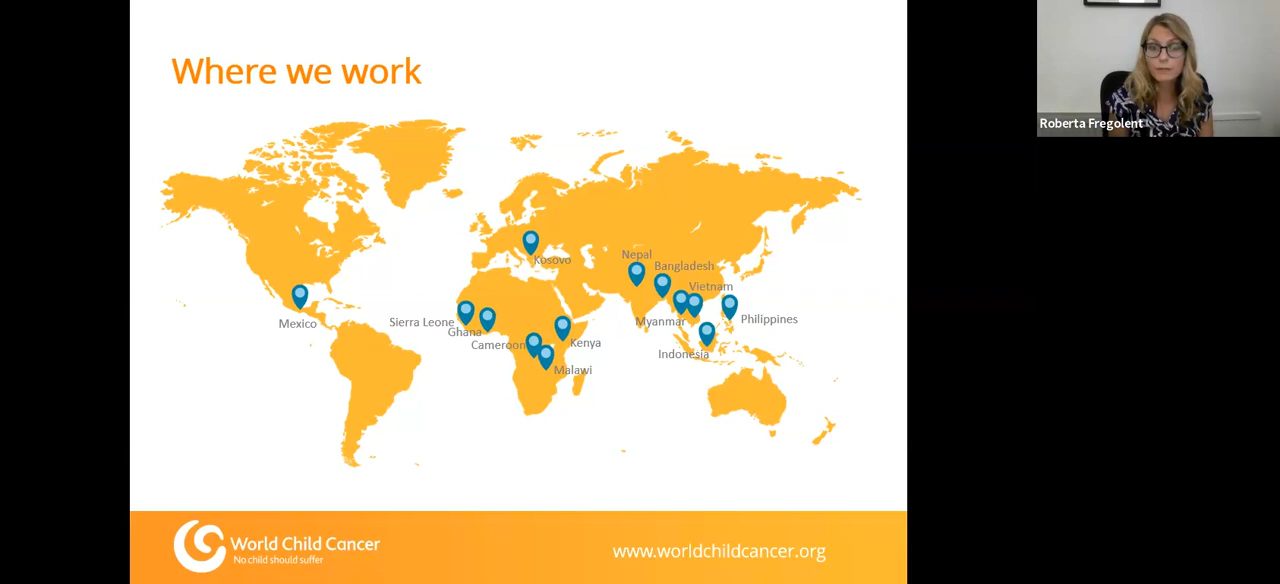 Where we work
Roberta Fregolent
Kosovo
Nepal
Bangladesh
Vietnam
Mexico
Sierra Leone
Ghana
Cameroon
Kenya
Malawi
Myanmar
Philippines
Indonesia
World Child Cancer
No child should suffer
www.worldchildcancer.org